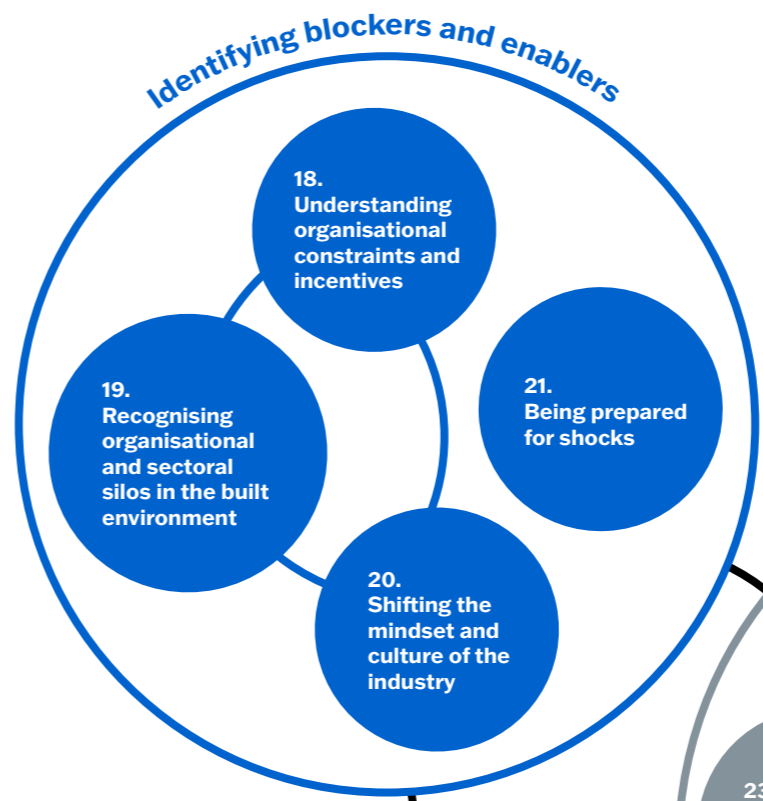 Identifying blockers and enablers
18.
Understanding
organisational
constraints and
incentives
19.
Recognising
organisational
and sectoral
silos in the built
environment
21.
Being prepared
for shocks
20.
Shifting the
mindset and
culture of the
industry
23